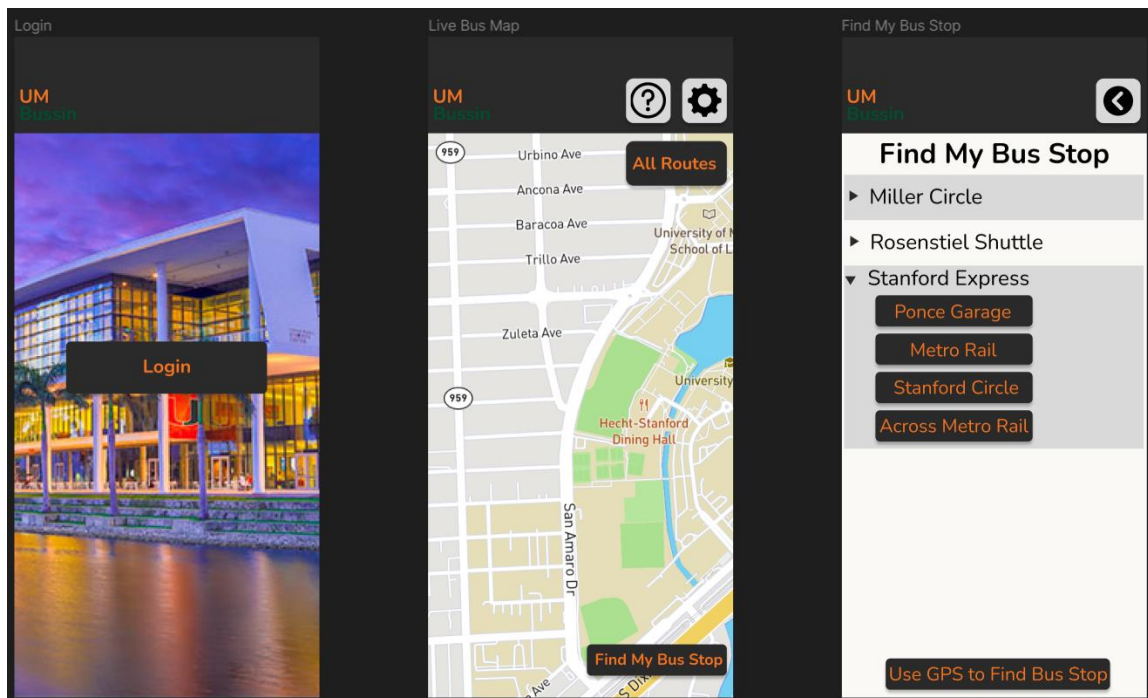 Login
UM
Bussin
Login
Live Bus Map
UM
Bussin
All Routes
959
Urbino Ave
Ancona Ave
Baracoa Ave
Trillo Ave
University of M
School of L
Zuleta Ave
959
University
Hecht-Stanford
Dining Hall
San Amaro Dr
Find My Bus Stop
Ave
S Dixi
Find My Bus Stop
UM
Bussin
Find My Bus Stop
Miller Circle
Rosenstiel Shuttle
Stanford Express
Ponce Garage
Metro Rail
Stanford Circle
Across Metro Rail
Use GPS to Find Bus Stop